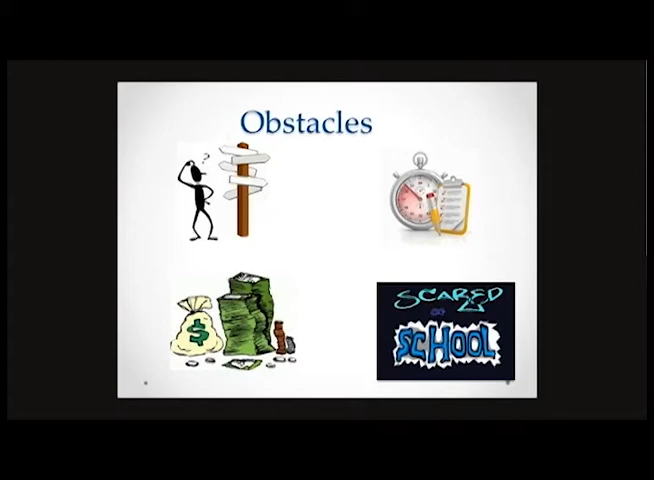 Obstacles
?
$
SCARED
OF
SCHOOL